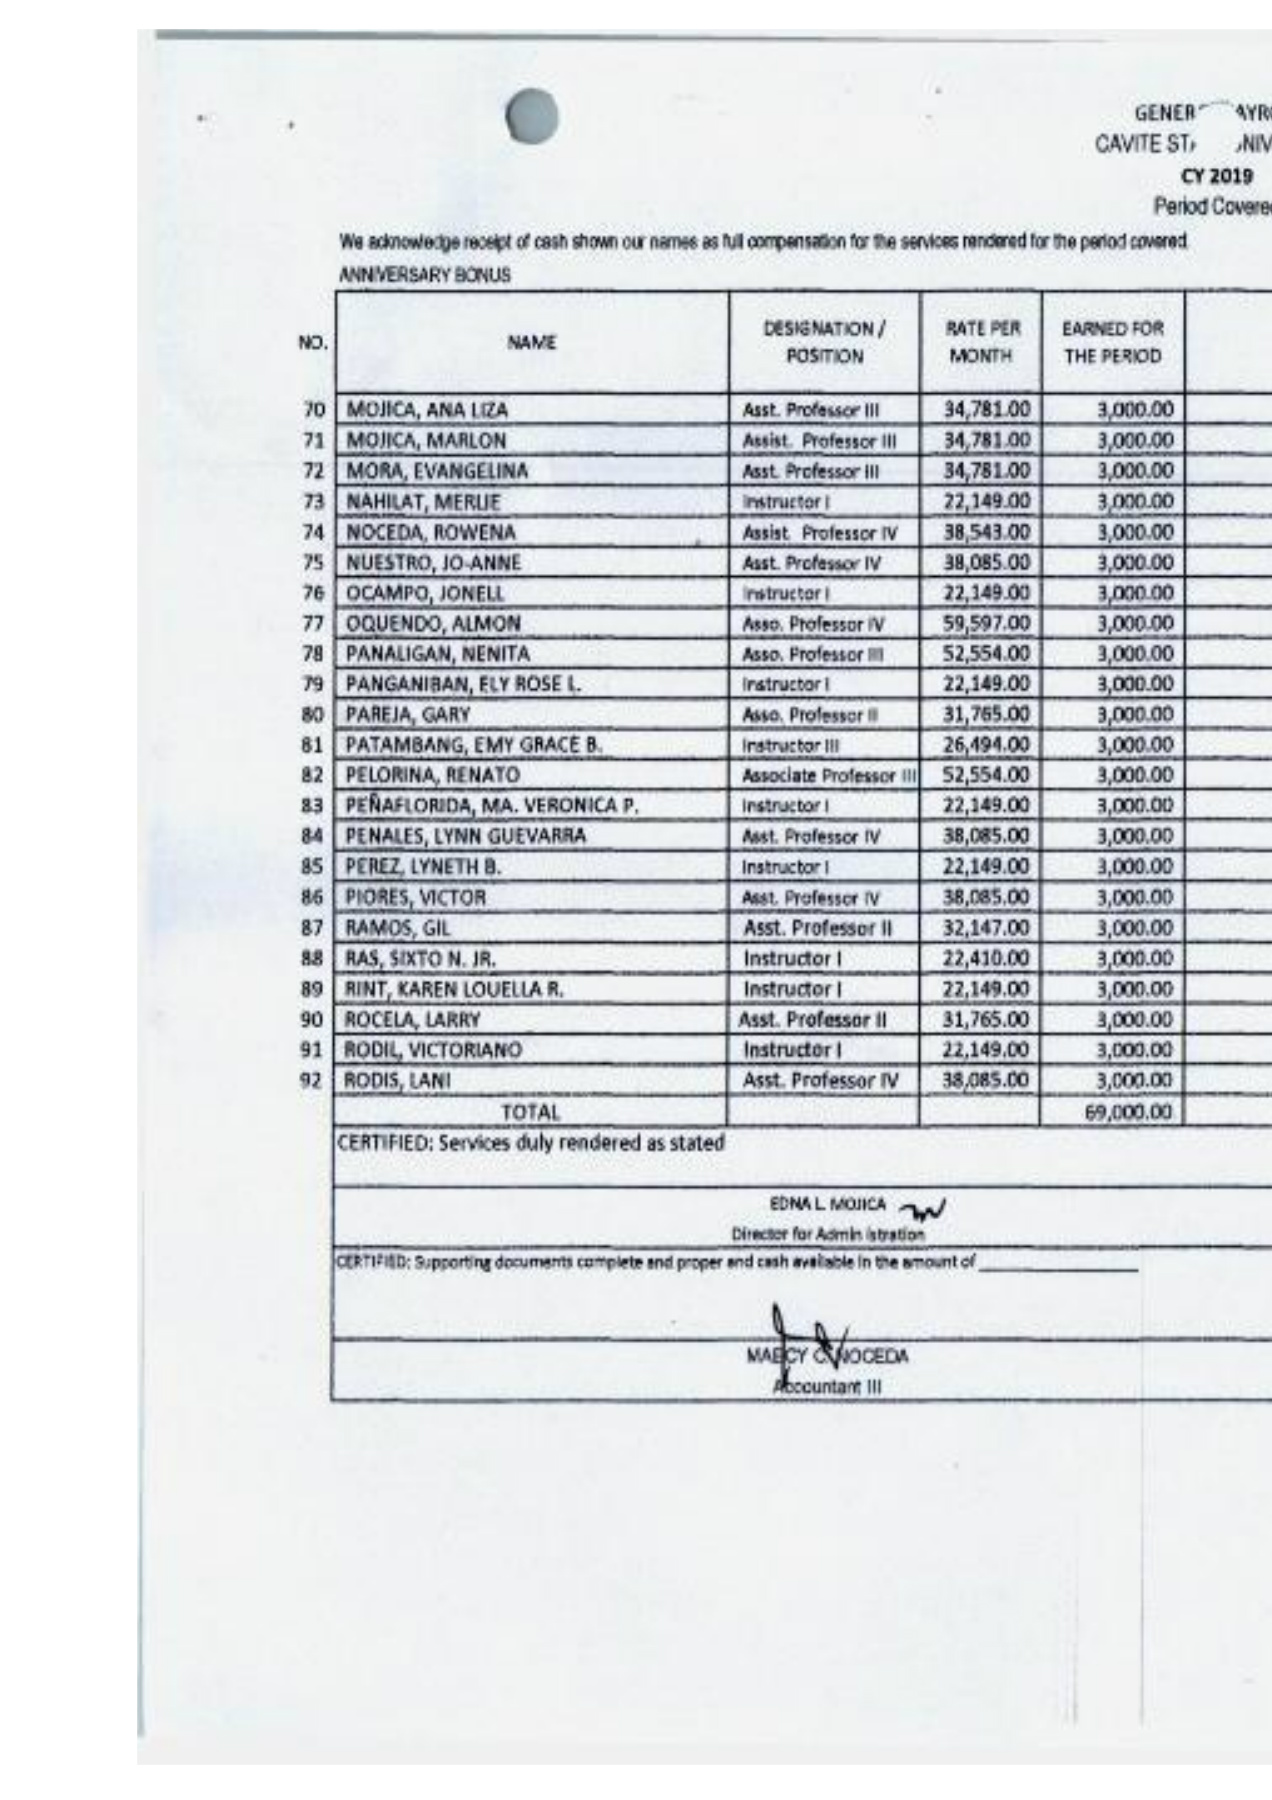 GENER AYR
CAVITE ST NIV
CY 2019
Period Covere
We acknowledge receipt of cash shown our names as full compensation for the services rendered for the period covered.
ANNIVERSARY BONUS
NO. NAME DESIGNATION / POSITION RATE PER MONTH EARNED FOR THE PERIOD
70 MOJICA, ANA LIZA Asst. Professor III 34,781.00 3,000.00
71 MOJICA, MARLON Assist. Professor III 34,781.00 3,000.00
72 MORA, EVANGELINA Asst. Professor III 34,781.00 3,000.00
73 NAHILAT, MERLIE Instructor I 22,149.00 3,000.00
74 NOCEDA, ROWENA Assist. Professor IV 38,543.00 3,000.00
75 NUESTRO, JO-ANNE Asst. Professor IV 38,085.00 3,000.00
76 OCAMPO, JONELL Instructor I 22,149.00 3,000.00
77 OQUENDO, ALMON Asso. Professor IV 59,597.00 3,000.00
78 PANALIGAN, NENITA Asso. Professor III 52,554.00 3,000.00
79 PANGANIBAN, ELY ROSE L. Instructor I 22,149.00 3,000.00
80 PAREJA, GARY Asso. Professor II 31,765.00 3,000.00
81 PATAMBANG, EMY GRACE B. Instructor III 26,494.00 3,000.00
82 PELORINA, RENATO Associate Professor III 52,554.00 3,000.00
83 PEÑAFLORIDA, MA. VERONICA P. Instructor I 22,149.00 3,000.00
84 PENALES, LYNN GUEVARRA Asst. Professor IV 38,085.00 3,000.00
85 PEREZ, LYNETH B. Instructor I 22,149.00 3,000.00
86 PIORES, VICTOR Asst. Professor IV 38,085.00 3,000.00
87 RAMOS, GIL Asst. Professor II 32,147.00 3,000.00
88 RAS, SIXTO N. JR. Instructor I 22,410.00 3,000.00
89 RINT, KAREN LOUELLA R. Instructor I 22,149.00 3,000.00
90 ROCELA, LARRY Asst. Professor II 31,765.00 3,000.00
91 RODIL, VICTORIANO Instructor I 22,149.00 3,000.00
92 RODIS, LANI Asst. Professor IV 38,085.00 3,000.00
TOTAL 69,000.00
CERTIFIED: Services duly rendered as stated
EDNA L. MOJICA
Director for Admin istration
CERTIFIED: Supporting documents complete and proper and cash available in the amount of
MAECY C. NOCEDA
Accountant III